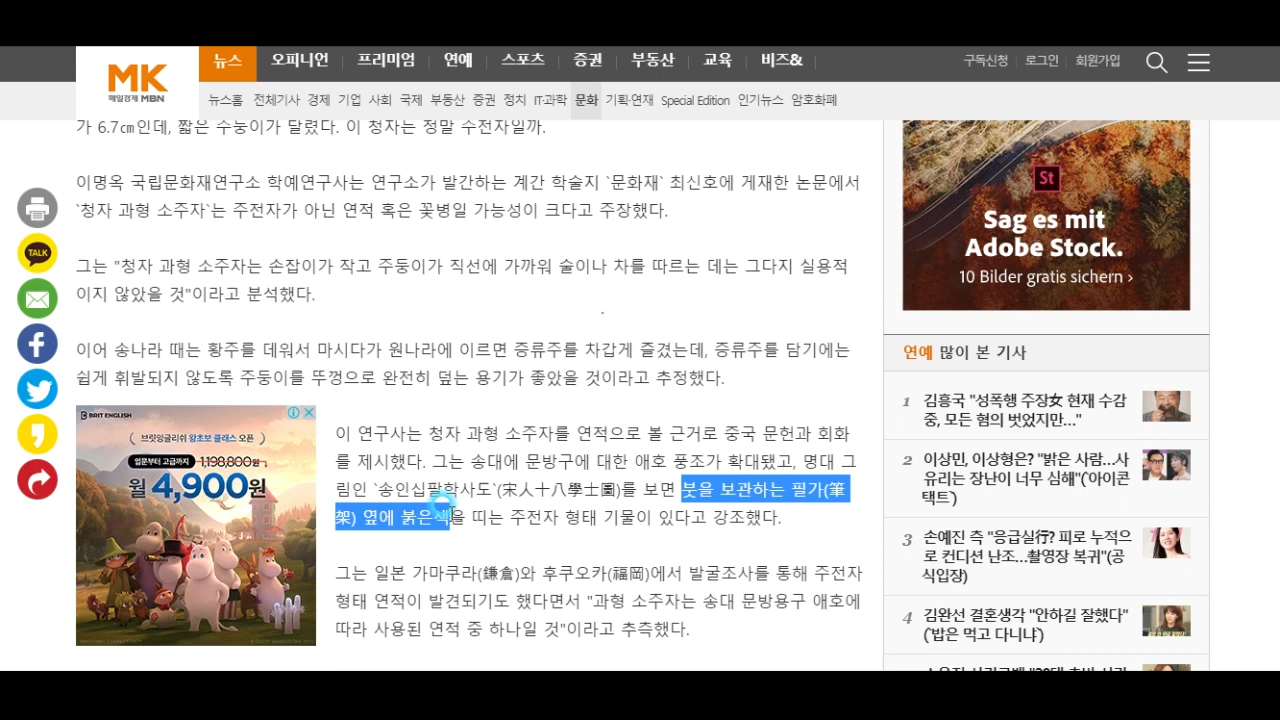 MK
매일경제 MBN
뉴스 오피니언 프리미엄 연예 스포츠 증권 부동산 교육 비즈&
구독신청 로그인 회원가입
뉴스홈 전체기사 경제 기업 사회 국제 부동산 증권 정치 IT·과학 문화 기획·연재 Special Edition 인기뉴스 암호화폐
가 6.7㎝인데, 짧은 주둥이가 달렸다. 이 청자는 정말 주전자일까.
이명옥 국립문화재연구소 학예연구사는 연구소가 발간하는 계간 학술지 `문화재` 최신호에 게재한 논문에서
`청자 과형 소주자`는 주전자가 아닌 연적 혹은 꽃병일 가능성이 크다고 주장했다.
그는 "청자 과형 소주자는 손잡이가 작고 주둥이가 직선에 가까워 술이나 차를 따르는 데는 그다지 실용적
이지 않았을 것"이라고 분석했다.
이어 송나라 때는 황주를 데워서 마시다가 원나라에 이르면 증류주를 차갑게 즐겼는데, 증류주를 담기에는
쉽게 휘발되지 않도록 주둥이를 뚜껑으로 완전히 덮는 용기가 좋았을 것이라고 추정했다.
이 연구사는 청자 과형 소주자를 연적으로 볼 근거로 중국 문헌과 회화
를 제시했다. 그는 송대에 문방구에 대한 애호 풍조가 확대됐고, 명대 그
림인 `송인십팔학사도`(宋人十八學士圖)를 보면 붓을 보관하는 필가(筆
架) 옆에 붉은색을 띠는 주전자 형태 기물이 있다고 강조했다.
그는 일본 가마쿠라(鎌倉)와 후쿠오카(福岡)에서 발굴조사를 통해 주전자
형태 연적이 발견되기도 했다면서 "과형 소주자는 송대 문방용구 애호에
따라 사용된 연적 중 하나일 것"이라고 추측했다.
TALK
BRIT ENGLISH
( 브릿잉글리쉬 왕초보 클래스 오픈 )
입문부터 고급까지 1,198,800원
월 4,900원
St
Sag es mit
Adobe Stock.
10 Bilder gratis sichern ›
연예 많이 본 기사
1 김흥국 "성폭행 주장女 현재 수감
중, 모든 혐의 벗었지만…"
2 이상민, 이상형은? "밝은 사람…사
유리는 장난이 너무 심해"('아이콘
택트')
3 손예진 측 "응급실行? 피로 누적으
로 컨디션 난조…촬영장 복귀"(공
식입장)
4 김완선 결혼생각 "안하길 잘했다"
('밥은 먹고 다니냐')